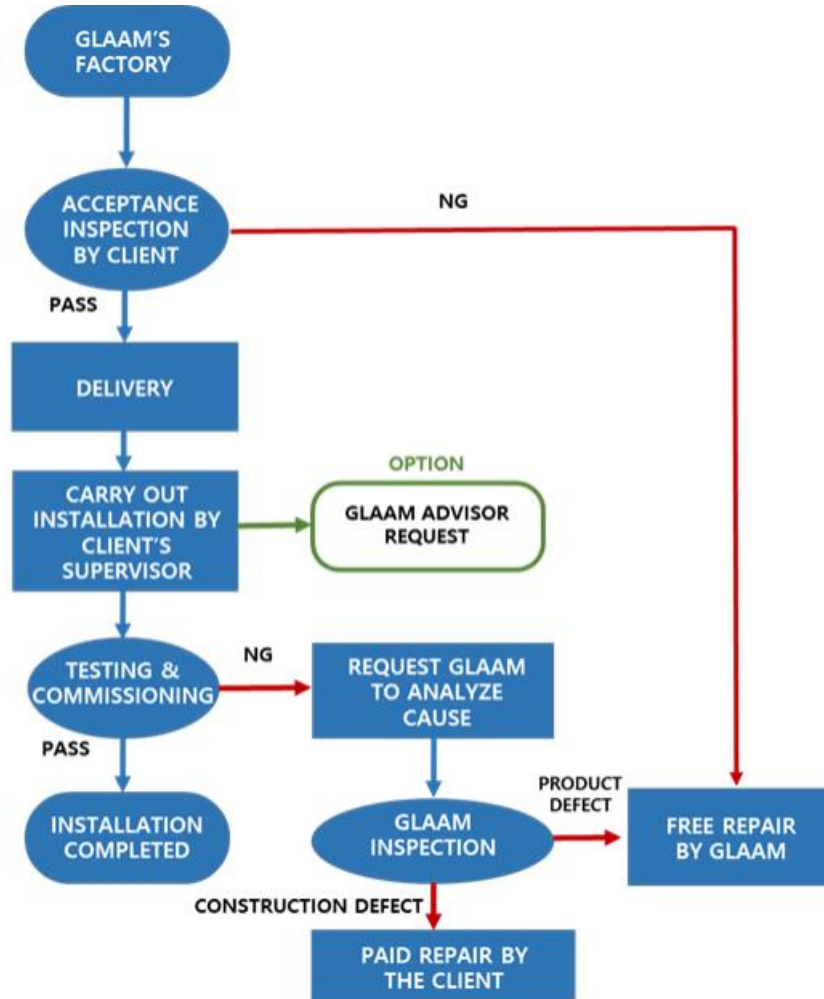 GLAAM'S
FACTORY
ACCEPTANCE
INSPECTION
BY CLIENT
NG
PASS
DELIVERY
OPTION
CARRY OUT
INSTALLATION BY
CLIENT'S
SUPERVISOR
GLAAM ADVISOR
REQUEST
TESTING &
COMMISSIONING
NG
REQUEST GLAAM
TO ANALYZE
CAUSE
PASS
INSTALLATION
COMPLETED
GLAAM
INSPECTION
PRODUCT
DEFECT
FREE REPAIR
BY GLAAM
CONSTRUCTION DEFECT
PAID REPAIR BY
THE CLIENT